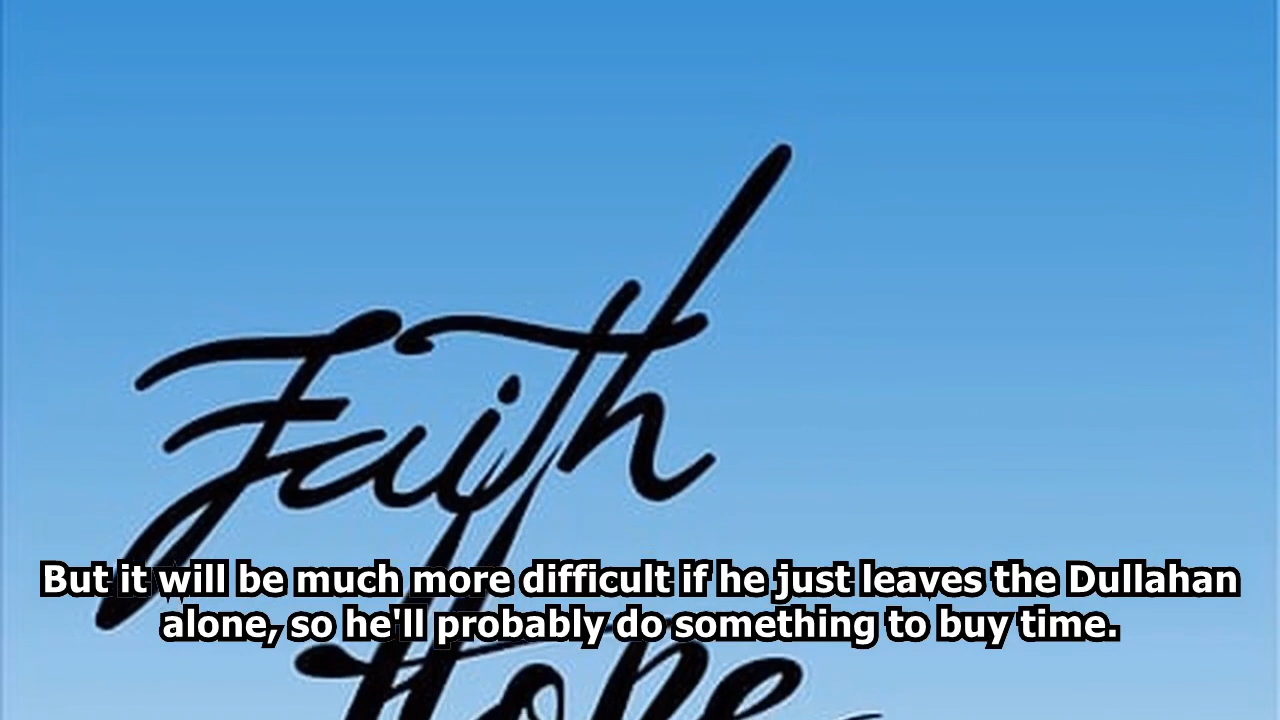 Faith
But it will be much more difficult if he just leaves the Dullahan
alone, so he'll probably do something to buy time.
Hope